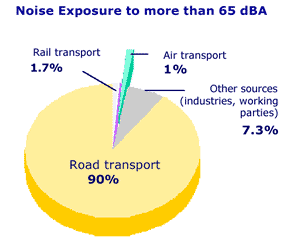 Noise Exposure to more than 65 dBA
Rail transport
1.7%
Air transport
1%
Other sources
(industries, working
parties)
7.3%
Road transport
90%